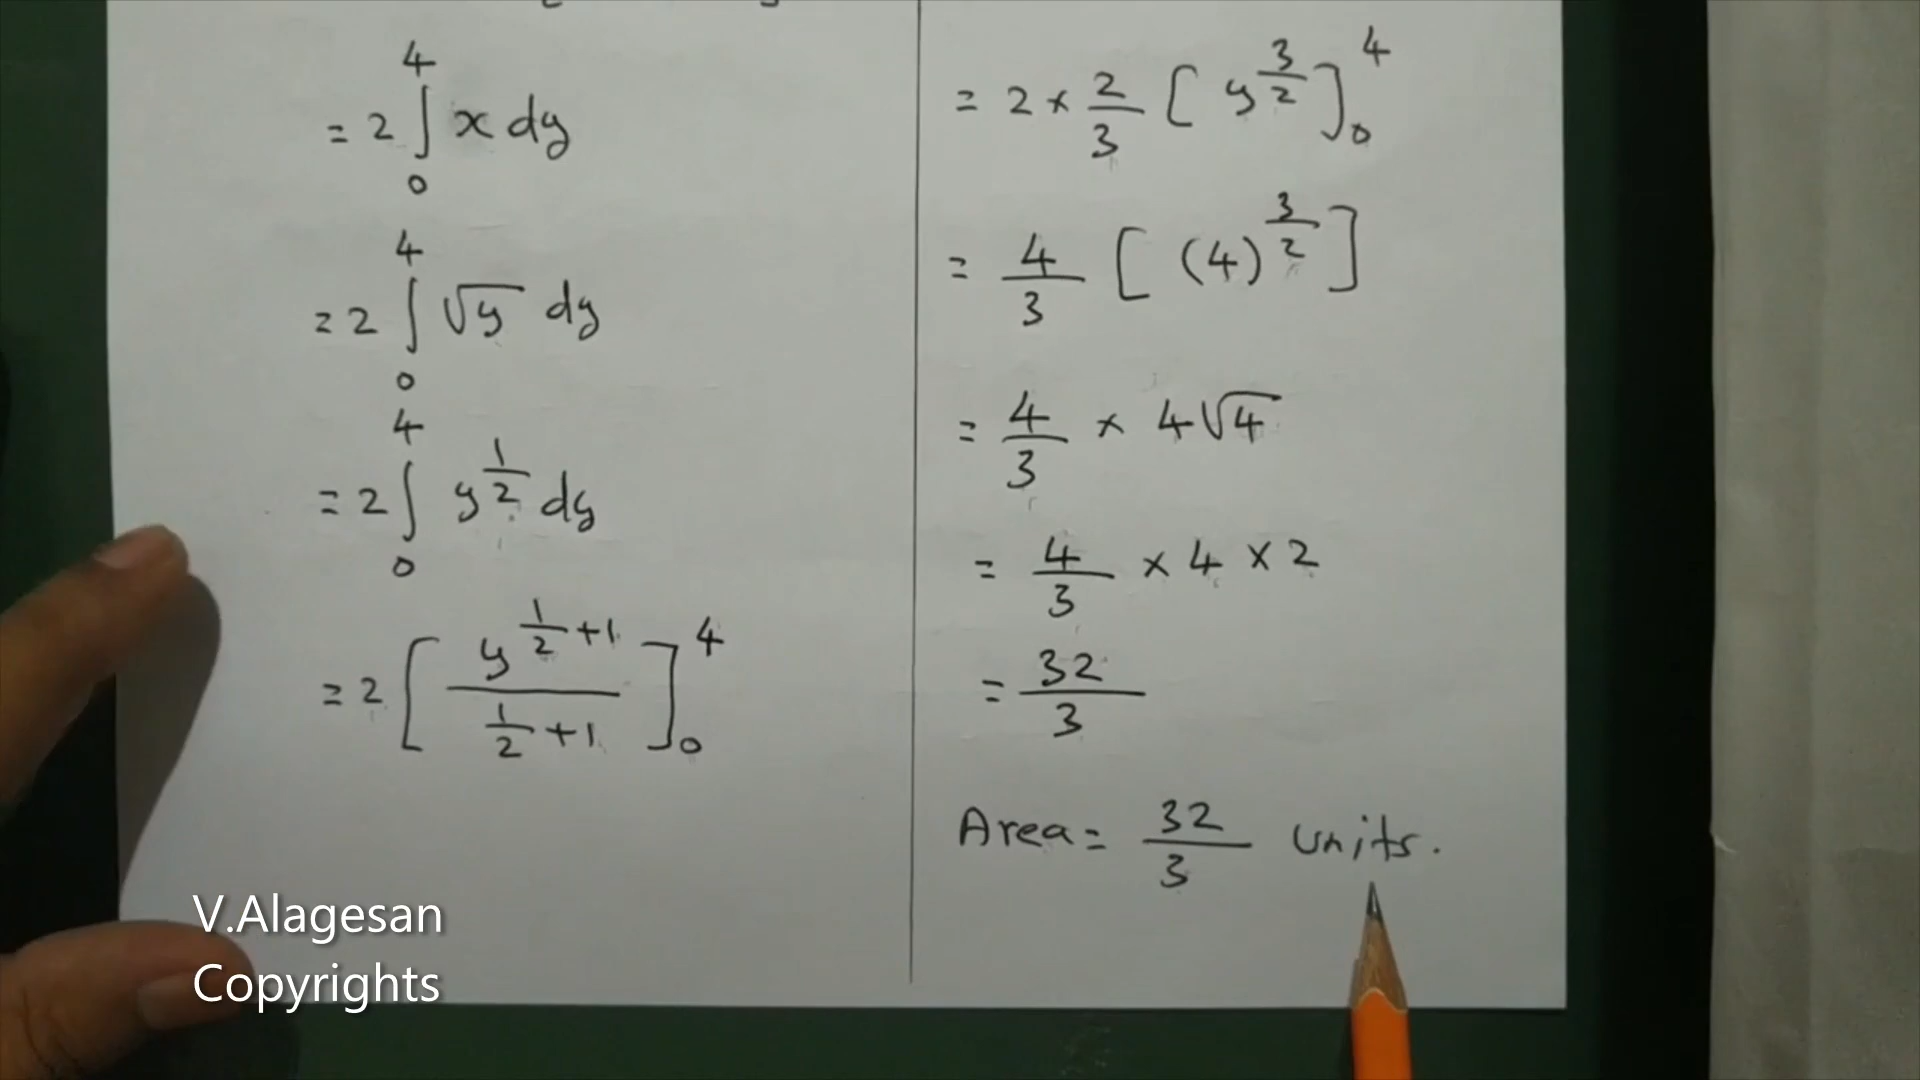 = 2 ∫₀⁴ x dy
= 2 ∫₀⁴ √y dy
= 2 ∫₀⁴ y^(1/2) dy
= 2 [ y^(1/2 + 1) / (1/2 + 1) ]₀⁴
= 2 × 2/3 [ y^(3/2) ]₀⁴
= 4/3 [ (4)^(3/2) ]
= 4/3 × 4√4
= 4/3 × 4 × 2
= 32/3
Area = 32/3 units.
V.Alagesan
Copyrights